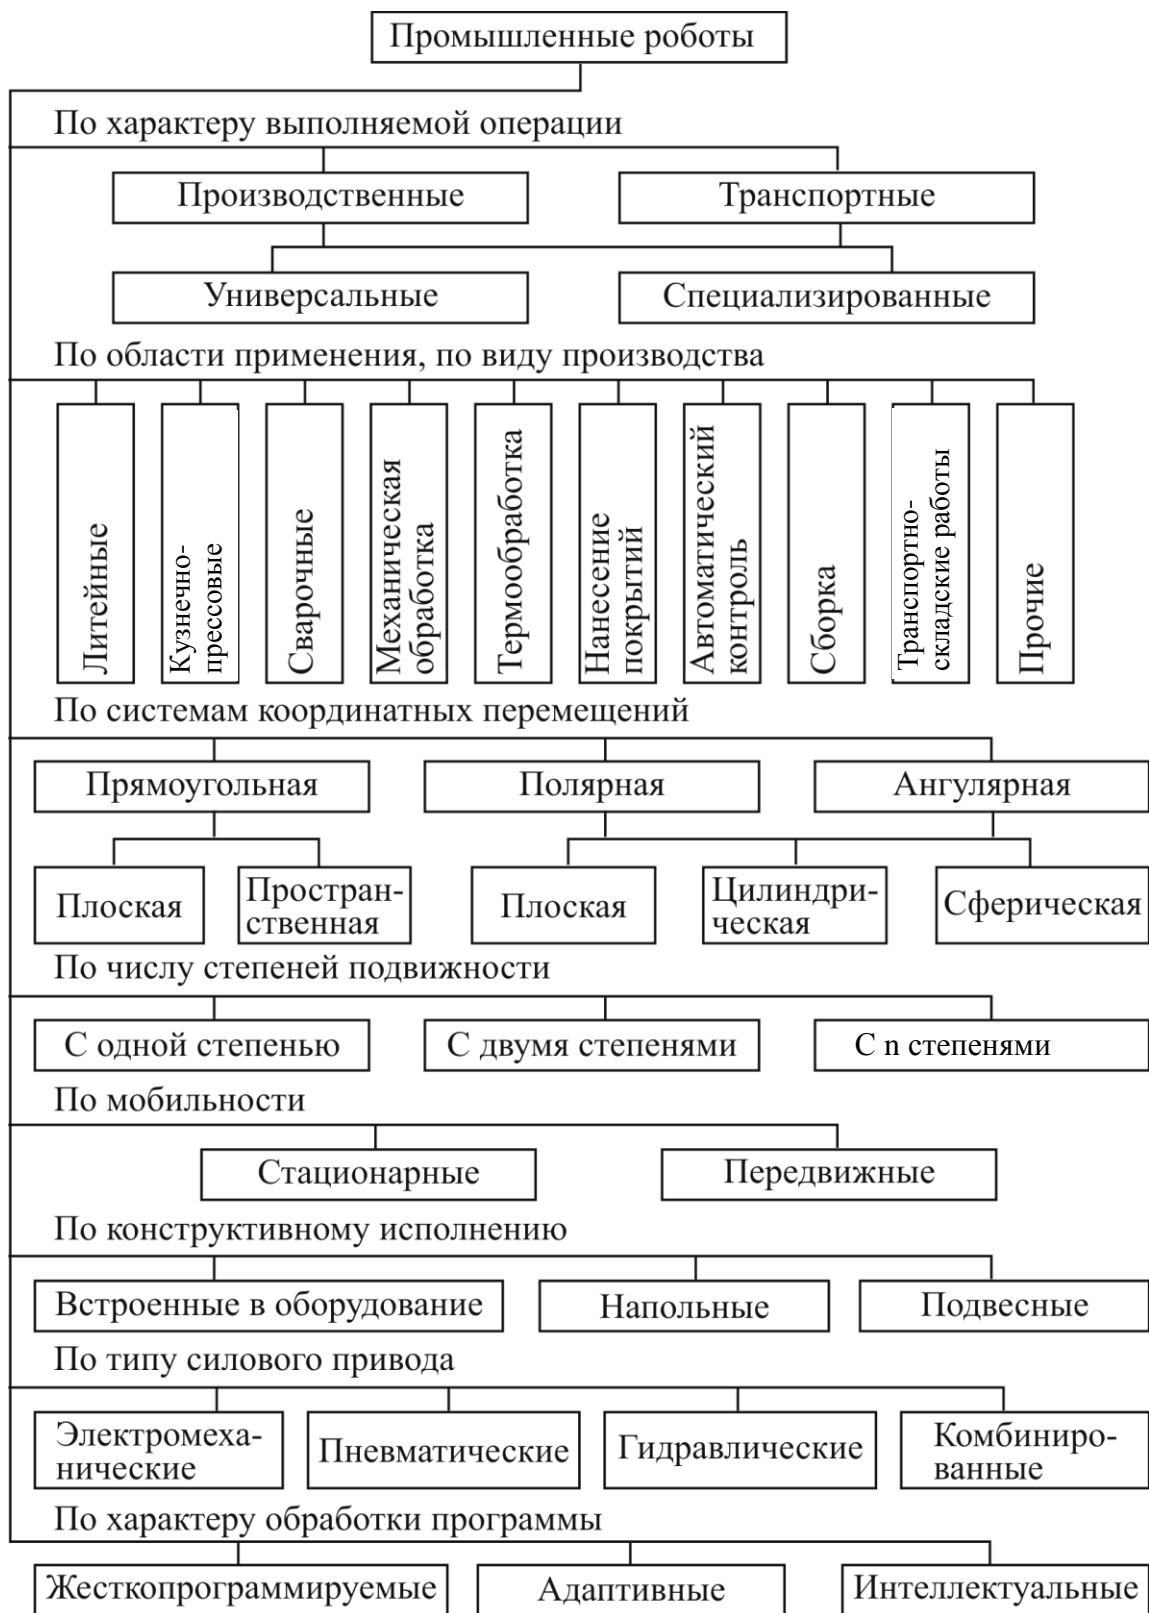 Промышленные роботы
По характеру выполняемой операции
Производственные
Транспортные
Универсальные
Специализированные
По области применения, по виду производства
Литейные
Кузнечно-
прессовые
Сварочные
Механическая
обработка
Термообработка
Нанесение
покрытий
Автоматический
контроль
Сборка
Транспортно-
складские работы
Прочие
По системам координатных перемещений
Прямоугольная
Полярная
Ангулярная
Плоская
Простран-
ственная
Плоская
Цилиндри-
ческая
Сферическая
По числу степеней подвижности
С одной степенью
С двумя степенями
С n степенями
По мобильности
Стационарные
Передвижные
По конструктивному исполнению
Встроенные в оборудование
Напольные
Подвесные
По типу силового привода
Электромеха-
нические
Пневматические
Гидравлические
Комбиниро-
ванные
По характеру обработки программы
Жесткопрограммируемые
Адаптивные
Интеллектуальные